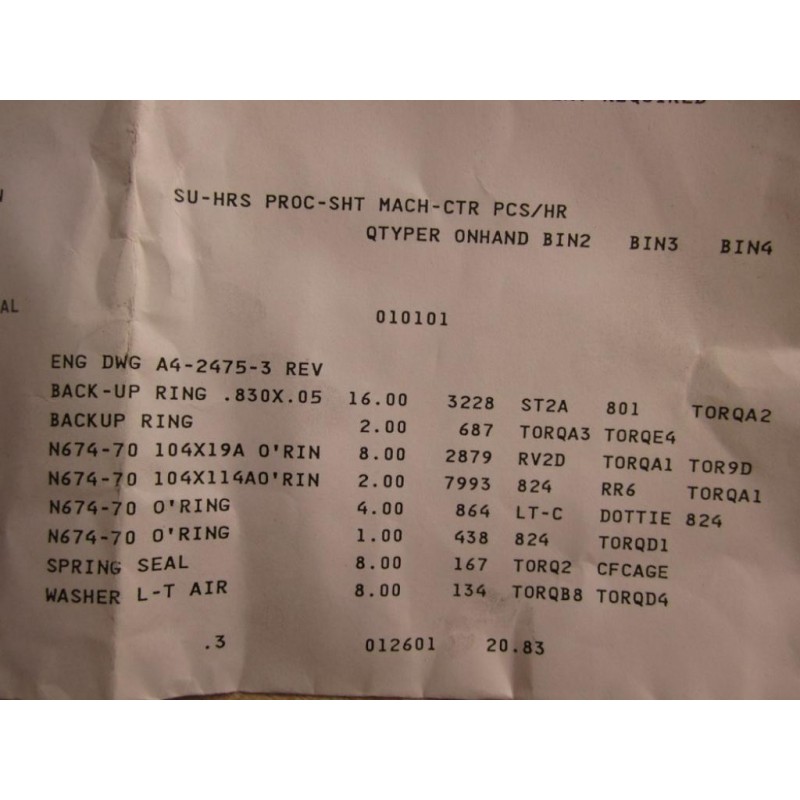 REQUIRED
SU-HRS PROC-SHT MACH-CTR PCS/HR
QTYPER ONHAND BIN2 BIN3 BIN4
AL
010101
ENG DWG A4-2475-3 REV
BACK-UP RING .830X.05 16.00 3228 ST2A 801 TORQA2
BACKUP RING 2.00 687 TORQA3 TORQE4
N674-70 104X19A O'RIN 8.00 2879 RV2D TORQA1 TOR9D
N674-70 104X114AO'RIN 2.00 7993 824 RR6 TORQA1
N674-70 O'RING 4.00 864 LT-C DOTTIE 824
N674-70 O'RING 1.00 438 824 TORQD1
SPRING SEAL 8.00 167 TORQ2 CFCAGE
WASHER L-T AIR 8.00 134 TORQB8 TORQD4
.3 012601 20.83